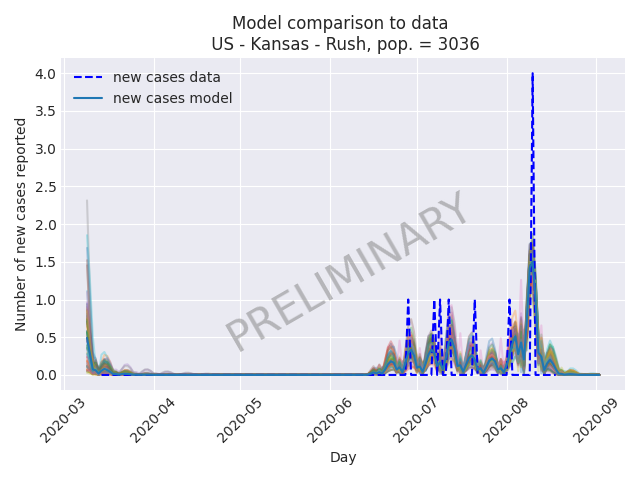 Model comparison to data
US - Kansas - Rush, pop. = 3036
new cases data
new cases model
Number of new cases reported
4.0
3.5
3.0
2.5
2.0
1.5
1.0
0.5
0.0
PRELIMINARY
2020-03
2020-04
2020-05
2020-06
2020-07
2020-08
2020-09
Day